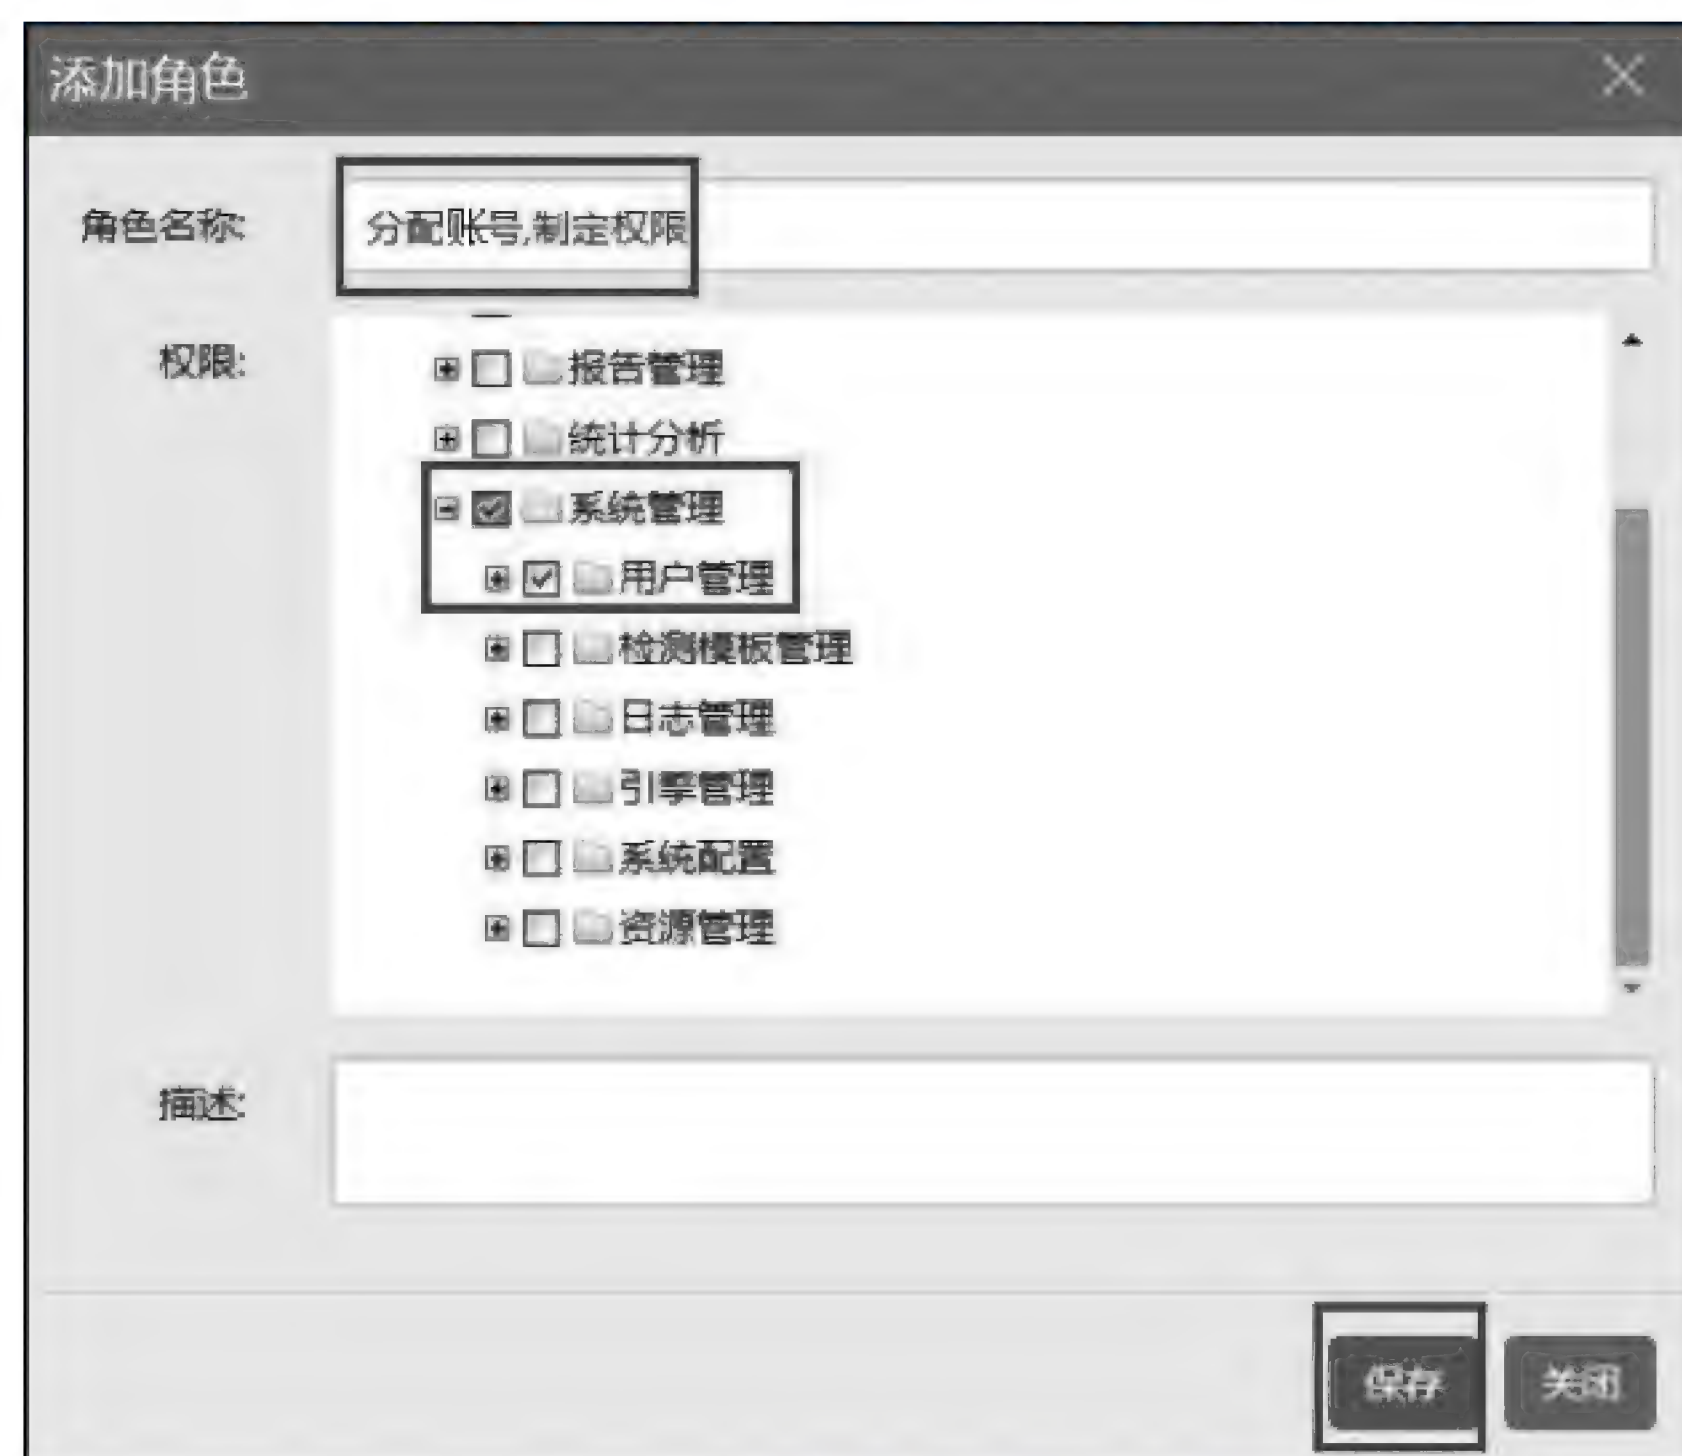 添加角色
角色名称: 分配账号,制定权限
权限:
报告管理
统计分析
系统管理
用户管理
检测模板管理
日志管理
引擎管理
系统配置
资源管理
描述:
保存 关闭